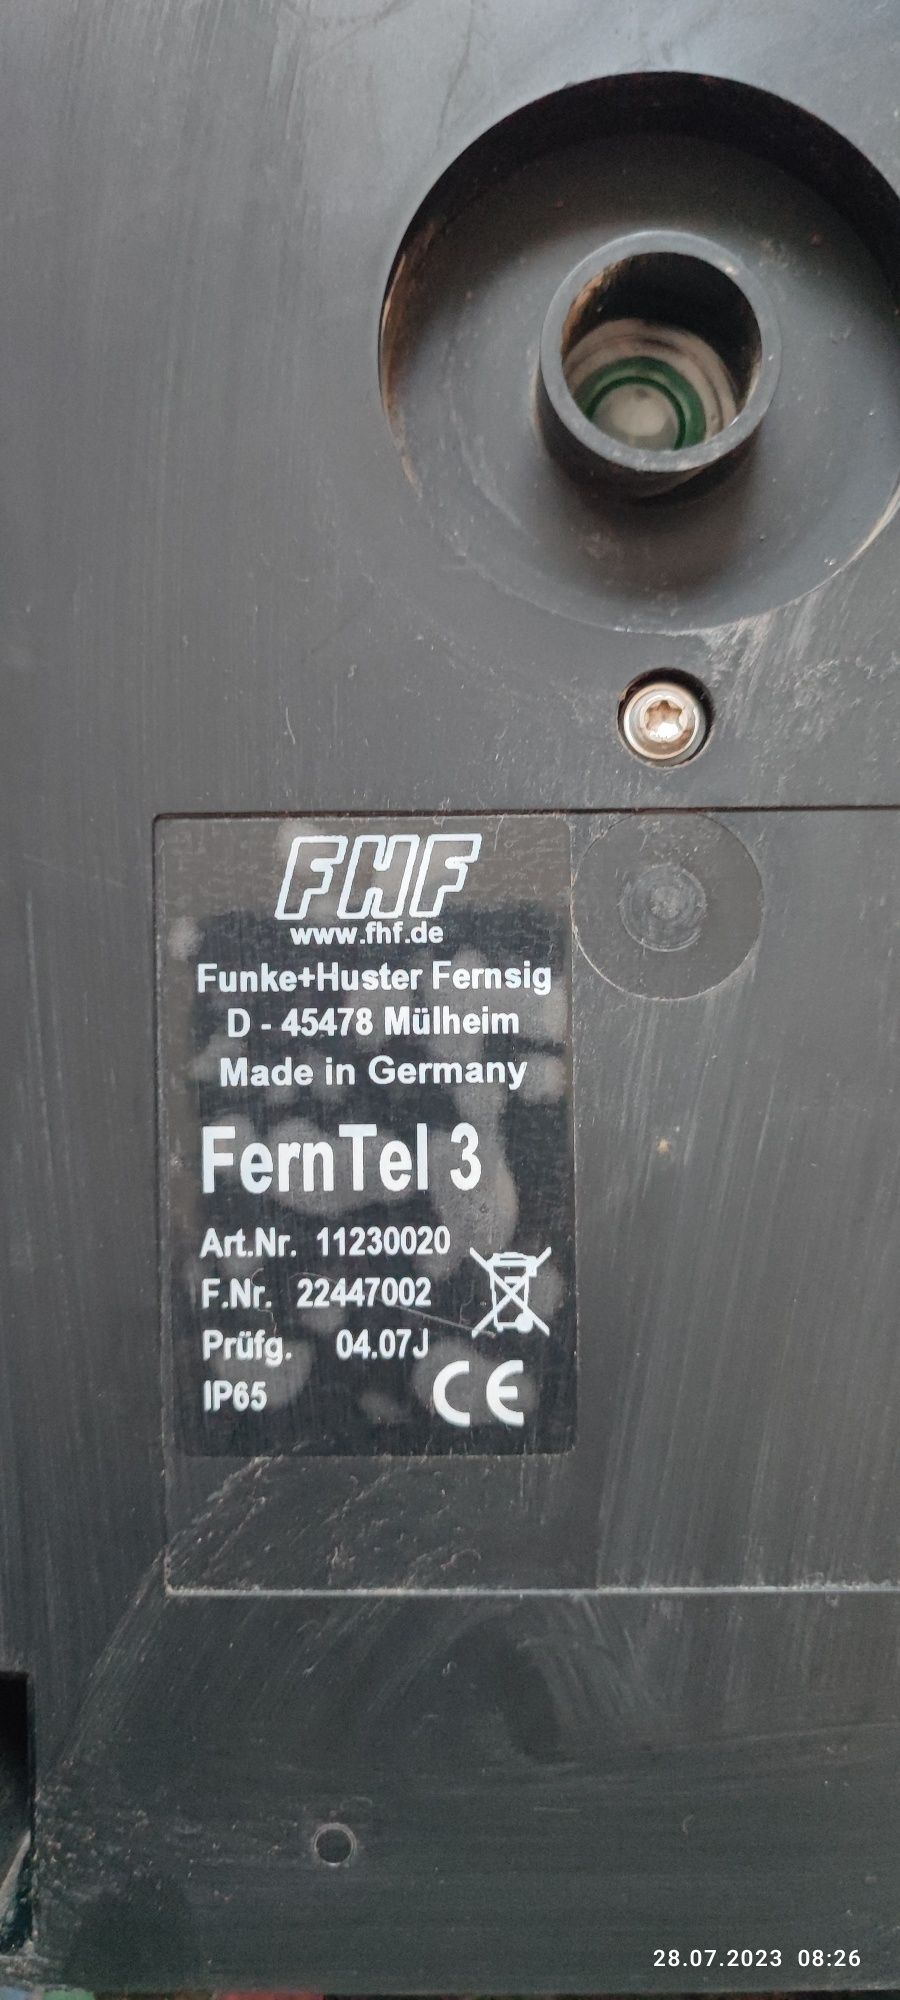 FHF
www.fhf.de
Funke+Huster Fernsig
D - 45478 Mülheim
Made in Germany
FernTel 3
Art.Nr. 11230020
F.Nr. 22447002
Prüfg. 04.07J
IP65 CE
28.07.2023 08:26